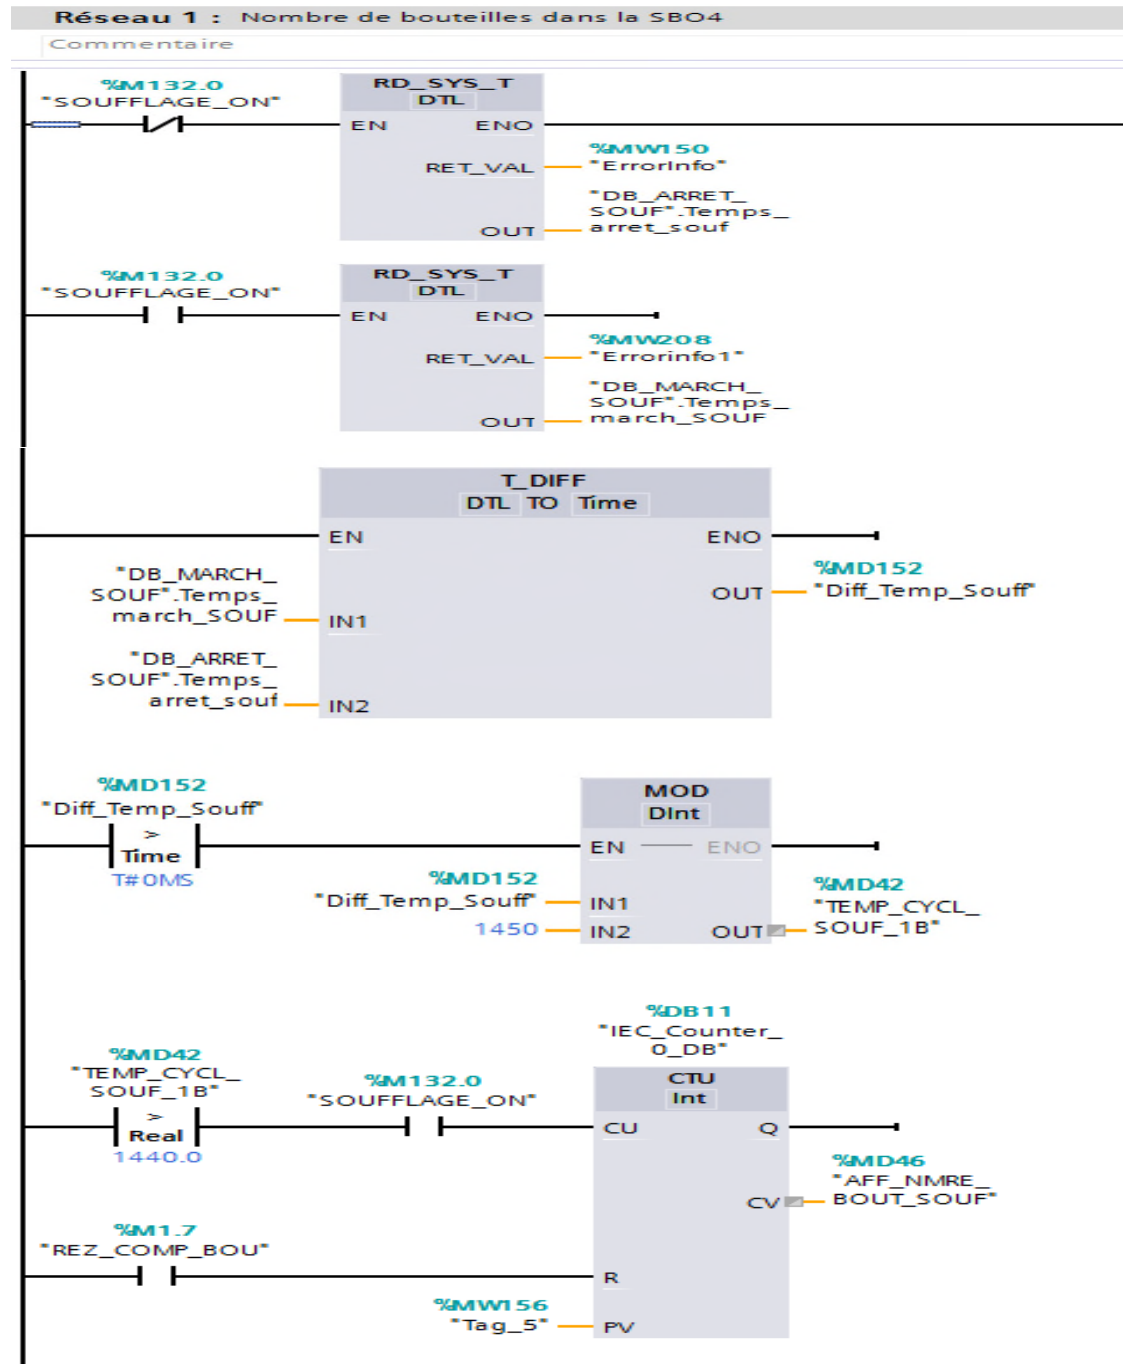 Réseau 1 : Nombre de bouteilles dans la SBO4
Commentaire
%M132.0
"SOUFFLAGE_ON"
RD_SYS_T
DTL
EN ENO
%MW150
RET_VAL "ErrorInfo"
"DB_ARRET_
SOUF".Temps_
OUT arret_souf
%M132.0
"SOUFFLAGE_ON"
RD_SYS_T
DTL
EN ENO
%MW208
RET_VAL "Errorinfo1"
"DB_MARCH_
SOUF".Temps_
OUT march_SOUF
T_DIFF
DTL TO Time
EN ENO
%MD152
OUT "Diff_Temp_Souff"
"DB_MARCH_
SOUF".Temps_
march_SOUF IN1
"DB_ARRET_
SOUF".Temps_
arret_souf IN2
%MD152
"Diff_Temp_Souff"
>
Time
T#0MS
MOD
DInt
EN ENO
%MD152
"Diff_Temp_Souff" IN1
1450 IN2
%MD42
"TEMP_CYCL_
OUT SOUF_1B"
%DB11
"IEC_Counter_
0_DB"
%MD42
"TEMP_CYCL_
SOUF_1B"
>
Real
1440.0
%M132.0
"SOUFFLAGE_ON"
CTU
Int
CU Q
%MD46
"AFF_NMRE_
CV BOUT_SOUF"
%M1.7
"REZ_COMP_BOU"
R
%MW156
"Tag_5" PV